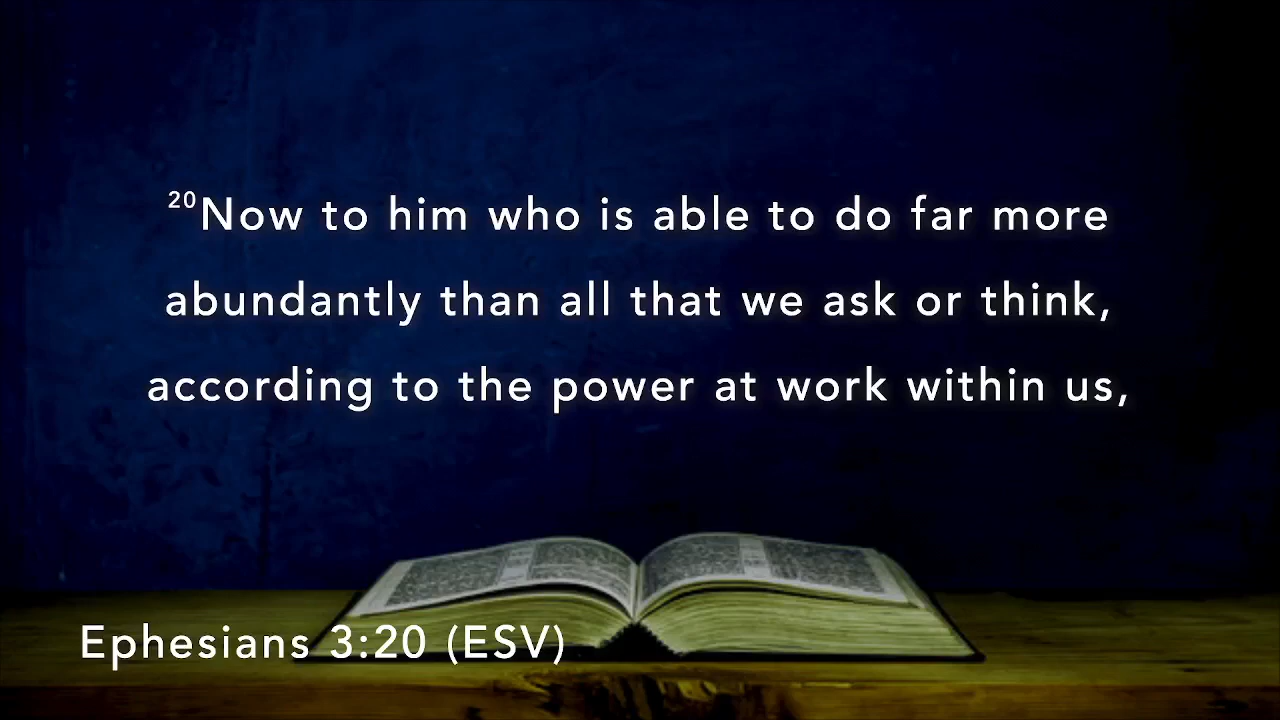 20Now to him who is able to do far more
abundantly than all that we ask or think,
according to the power at work within us,
Ephesians 3:20 (ESV)